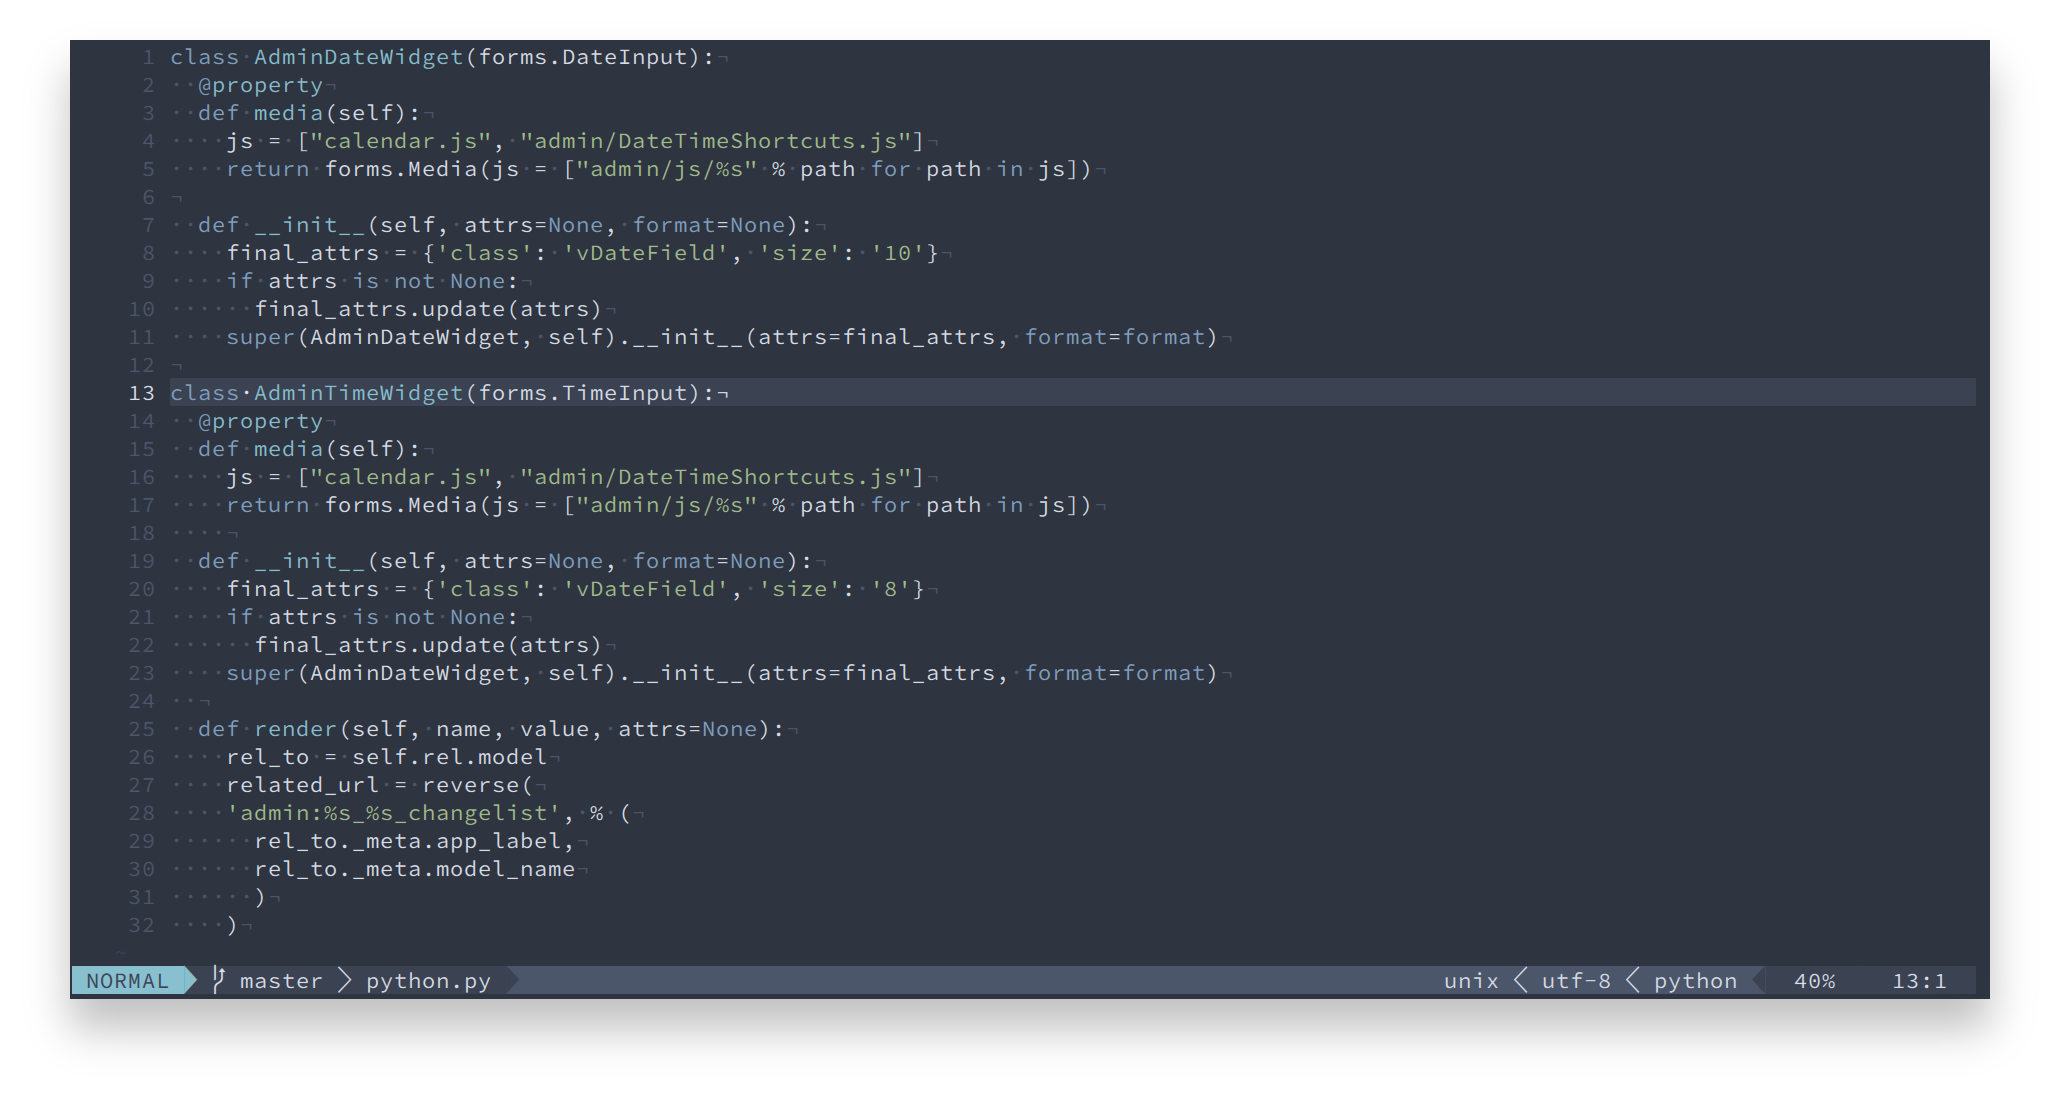 1 class AdminDateWidget(forms.DateInput):¬
2 ··@property¬
3 ··def·media(self):¬
4 ····js·=·["calendar.js",·"admin/DateTimeShortcuts.js"]¬
5 ····return·forms.Media(js·=·["admin/js/%s"·%·path·for·path·in·js])¬
6 ¬
7 ··def·__init__(self,·attrs=None,·format=None):¬
8 ····final_attrs·=·{'class':·'vDateField',·'size':·'10'}¬
9 ····if·attrs·is·not·None:¬
10 ······final_attrs.update(attrs)¬
11 ····super(AdminDateWidget,·self).__init__(attrs=final_attrs,·format=format)¬
12 ¬
13 class·AdminTimeWidget(forms.TimeInput):¬
14 ··@property¬
15 ··def·media(self):¬
16 ····js·=·["calendar.js",·"admin/DateTimeShortcuts.js"]¬
17 ····return·forms.Media(js·=·["admin/js/%s"·%·path·for·path·in·js])¬
18 ····¬
19 ··def·__init__(self,·attrs=None,·format=None):¬
20 ····final_attrs·=·{'class':·'vDateField',·'size':·'8'}¬
21 ····if·attrs·is·not·None:¬
22 ······final_attrs.update(attrs)¬
23 ····super(AdminDateWidget,·self).__init__(attrs=final_attrs,·format=format)¬
24 ··¬
25 ··def·render(self,·name,·value,·attrs=None):¬
26 ····rel_to·=·self.rel.model¬
27 ····related_url·=·reverse(¬
28 ····'admin:%s_%s_changelist',·%·(¬
29 ······rel_to._meta.app_label,¬
30 ······rel_to._meta.model_name¬
31 ······)¬
32 ····)¬
~
NORMAL master python.py unix utf-8 python 40% 13:1